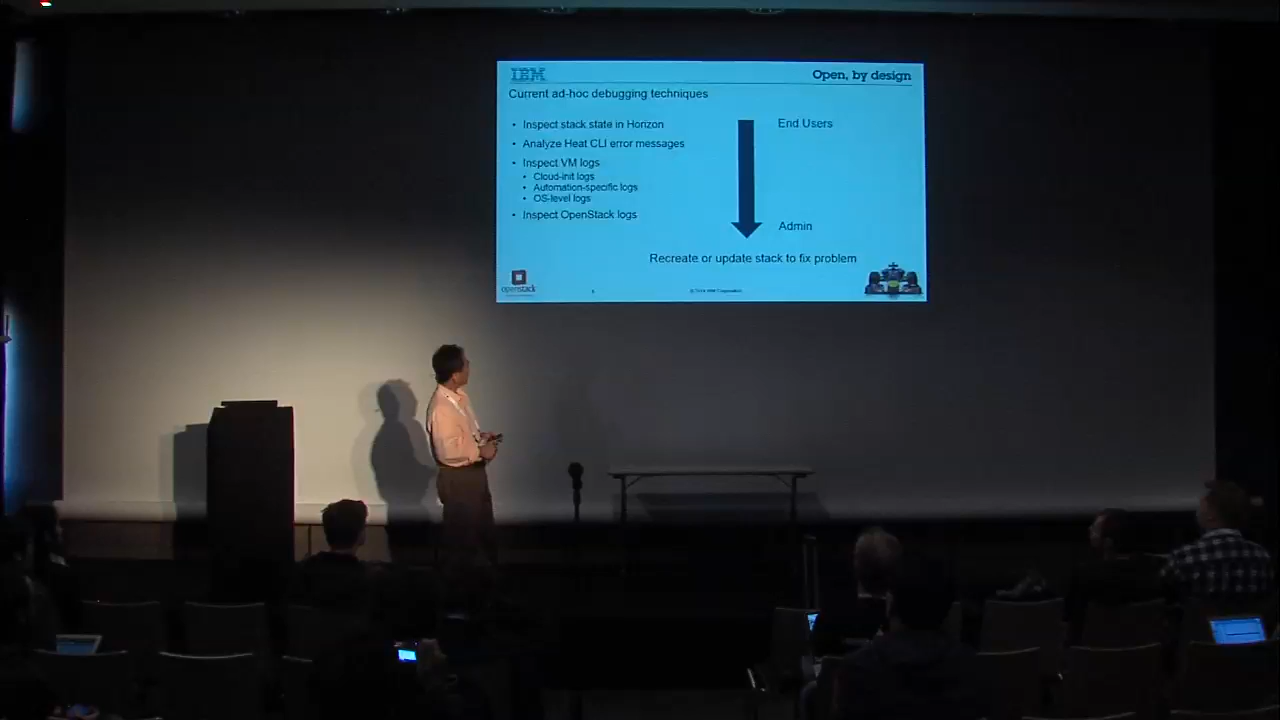 IBM
Open, by design
Current ad-hoc debugging techniques
• Inspect stack state in Horizon
• Analyze Heat CLI error messages
• Inspect VM logs
• Cloud-init logs
• Automation-specific logs
• OS-level logs
• Inspect OpenStack logs
End Users
Admin
Recreate or update stack to fix problem
openstack